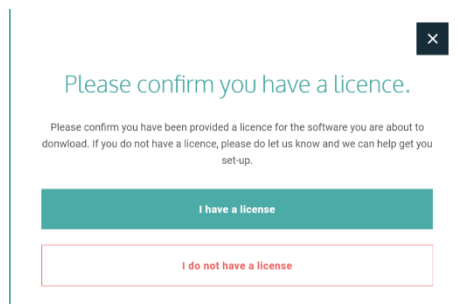 Please confirm you have a licence.
Please confirm you have been provided a licence for the software you are about to
donwload. If you do not have a licence, please do let us know and we can help get you
set-up.
I have a license
I do not have a license